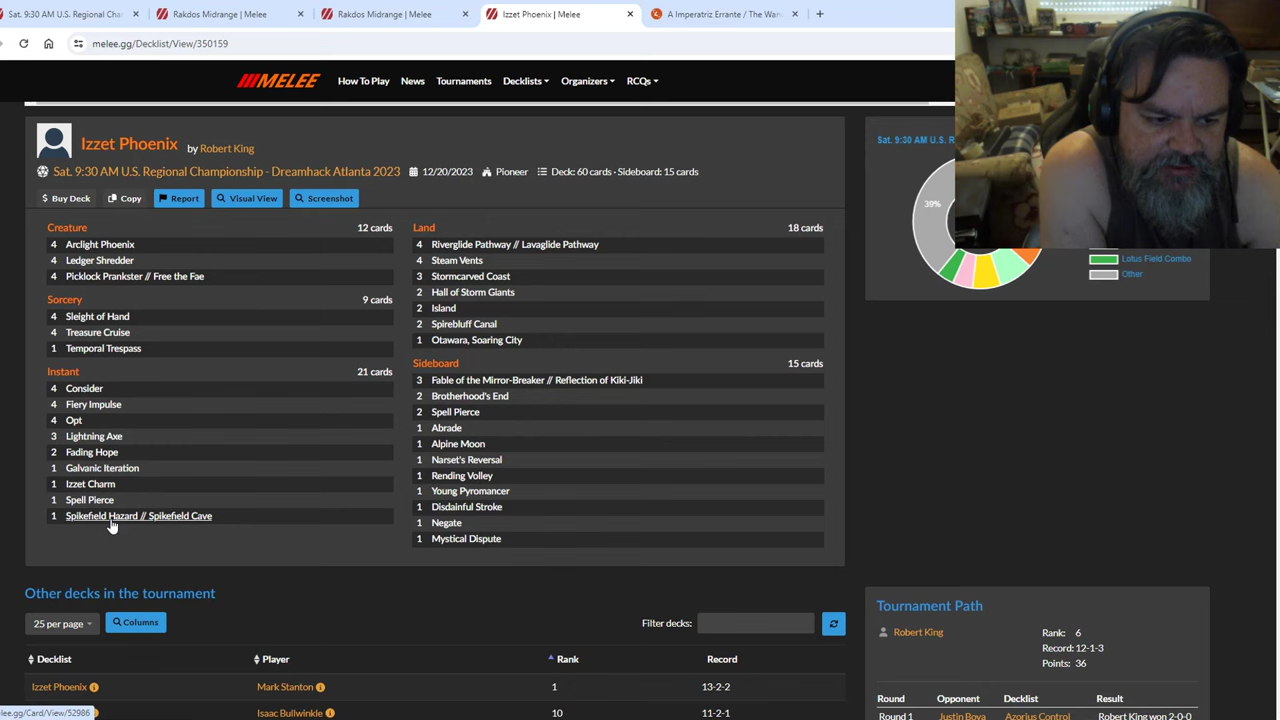 Sat. 9:30 AM U.S. Regional Cha
Rakdos Midrange | Melee
Rakdos Midrange | Melee
Izzet Phoenix | Melee
A Imperatriz Errante / The Wan
melee.gg/Decklist/View/350159
MELEE
How To Play
News
Tournaments
Decklists
Organizers
RCQs
Izzet Phoenix by Robert King
Sat. 9:30 AM U.S. Regional Championship - Dreamhack Atlanta 2023
12/20/2023
Pioneer
Deck: 60 cards - Sideboard: 15 cards
$ Buy Deck
Copy
Report
Visual View
Screenshot
Creature 12 cards
4 Arclight Phoenix
4 Ledger Shredder
4 Picklock Prankster // Free the Fae
Sorcery 9 cards
4 Sleight of Hand
4 Treasure Cruise
1 Temporal Trespass
Instant 21 cards
4 Consider
4 Fiery Impulse
4 Opt
3 Lightning Axe
2 Fading Hope
1 Galvanic Iteration
1 Izzet Charm
1 Spell Pierce
1 Spikefield Hazard // Spikefield Cave
Land 18 cards
4 Riverglide Pathway // Lavaglide Pathway
4 Steam Vents
3 Stormcarved Coast
2 Hall of Storm Giants
2 Island
2 Spirebluff Canal
1 Otawara, Soaring City
Sideboard 15 cards
3 Fable of the Mirror-Breaker // Reflection of Kiki-Jiki
2 Brotherhood's End
2 Spell Pierce
1 Abrade
1 Alpine Moon
1 Narset's Reversal
1 Rending Volley
1 Young Pyromancer
1 Disdainful Stroke
1 Negate
1 Mystical Dispute
Sat. 9:30 AM U.S. Regional
39%
Lotus Field Combo
Other
Other decks in the tournament
25 per page
Columns
Filter decks:
Decklist Player Rank Record
Izzet Phoenix Mark Stanton 1 13-2-2
Isaac Bullwinkle 10 11-2-1
Tournament Path
Robert King
Rank: 6
Record: 12-1-3
Points: 36
Round Opponent Decklist Result
Round 1 Justin Bova Azorius Control Robert King won 2-0-0
elee.gg/Card/View/52986